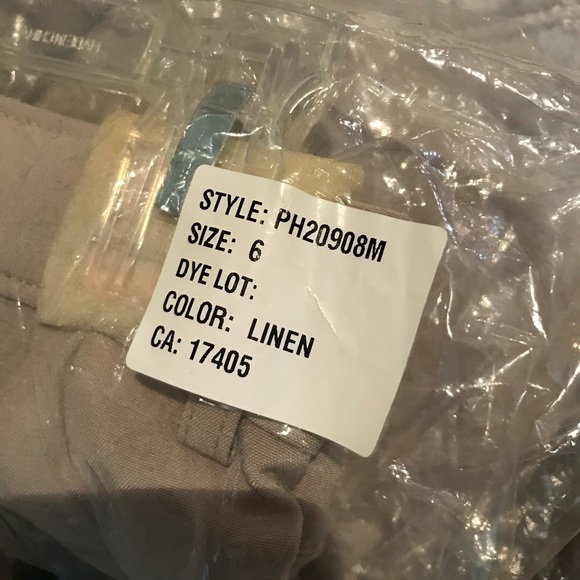 STYLE: PH20908M
SIZE: 6
DYE LOT:
COLOR: LINEN
CA: 17405